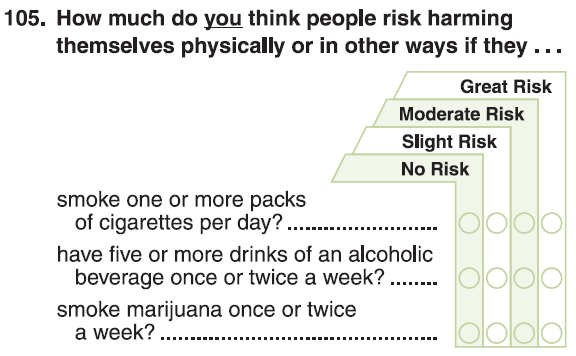 105. How much do you think people risk harming
themselves physically or in other ways if they . . .
Great Risk
Moderate Risk
Slight Risk
No Risk
smoke one or more packs
of cigarettes per day? .........................
have five or more drinks of an alcoholic
beverage once or twice a week? ........
smoke marijuana once or twice
a week? ..............................................